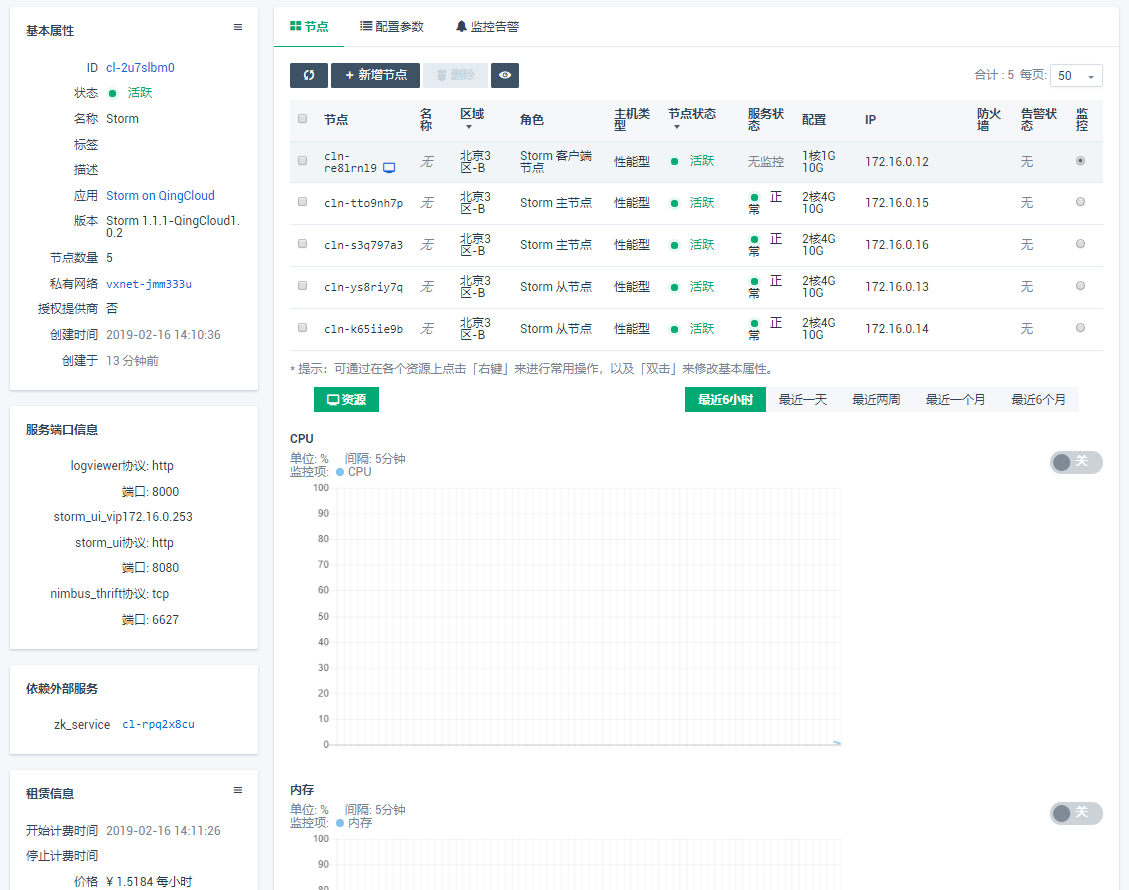 基本属性
ID cl-2u7slbm0
状态 活跃
名称 Storm
标签
描述
应用 Storm on QingCloud
版本 Storm 1.1.1-QingCloud1.
0.2
节点数量 5
私有网络 vxnet-jmm333u
授权提供商 否
创建时间 2019-02-16 14:10:36
创建于 13 分钟前
服务端口信息
logviewer协议: http
端口: 8000
storm_ui_vip172.16.0.253
storm_ui协议: http
端口: 8080
nimbus_thrift协议: tcp
端口: 6627
依赖外部服务
zk_service cl-rpq2x8cu
租赁信息
开始计费时间 2019-02-16 14:11:26
停止计费时间
价格 ¥ 1.5184 每小时
节点 配置参数 监控告警
+ 新增节点 删除 合计 : 5 每页: 50
节点 名称 区域 角色 主机类型 节点状态 服务状态 配置 IP 防火墙 告警状态 监控
cln-re8lrnl9 无 北京3区-B Storm 客户端节点 性能型 活跃 无监控 1核1G 10G 172.16.0.12 无
cln-tto9nh7p 无 北京3区-B Storm 主节点 性能型 活跃 正常 2核4G 10G 172.16.0.15 无
cln-s3q797a3 无 北京3区-B Storm 主节点 性能型 活跃 正常 2核4G 10G 172.16.0.16 无
cln-ys8riy7q 无 北京3区-B Storm 从节点 性能型 活跃 正常 2核4G 10G 172.16.0.13 无
cln-k65iie9b 无 北京3区-B Storm 从节点 性能型 活跃 正常 2核4G 10G 172.16.0.14 无
* 提示：可通过在各个资源上点击「右键」来进行常用操作，以及「双击」来修改基本属性。
资源 最近6小时 最近一天 最近两周 最近一个月 最近6个月
CPU
单位: % 间隔: 5分钟
监控项: CPU
关
100
90
80
70
60
50
40
30
20
10
0
内存
单位: % 间隔: 5分钟
监控项: 内存
关
100
90
80